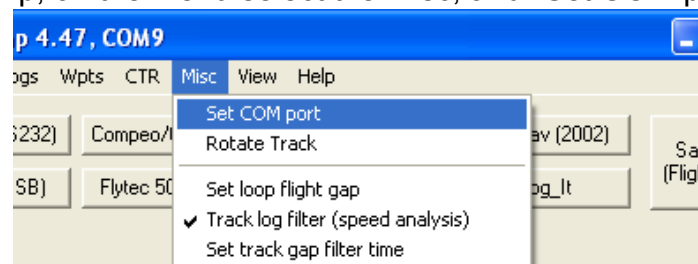 p 4.47, COM9
ogs Wpts CTR Misc View Help
Set COM port
Rotate Track
Set loop flight gap
Track log filter (speed analysis)
Set track gap filter time
S232) Compeo/ av (2002)
SB) Flytec 50 og_lt
Sa
(Flig